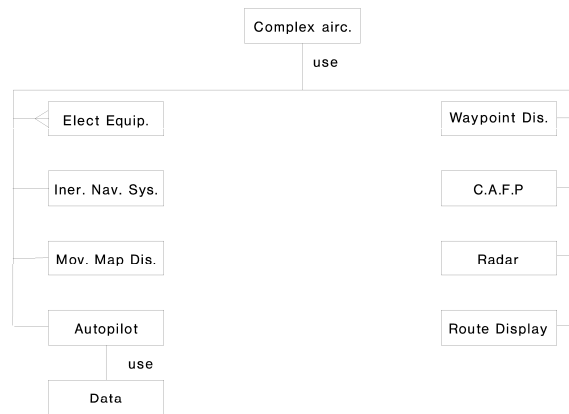 Complex airc.
use
Elect Equip.
Waypoint Dis.
Iner. Nav. Sys.
C.A.F.P
Mov. Map Dis.
Radar
Autopilot
Route Display
use
Data